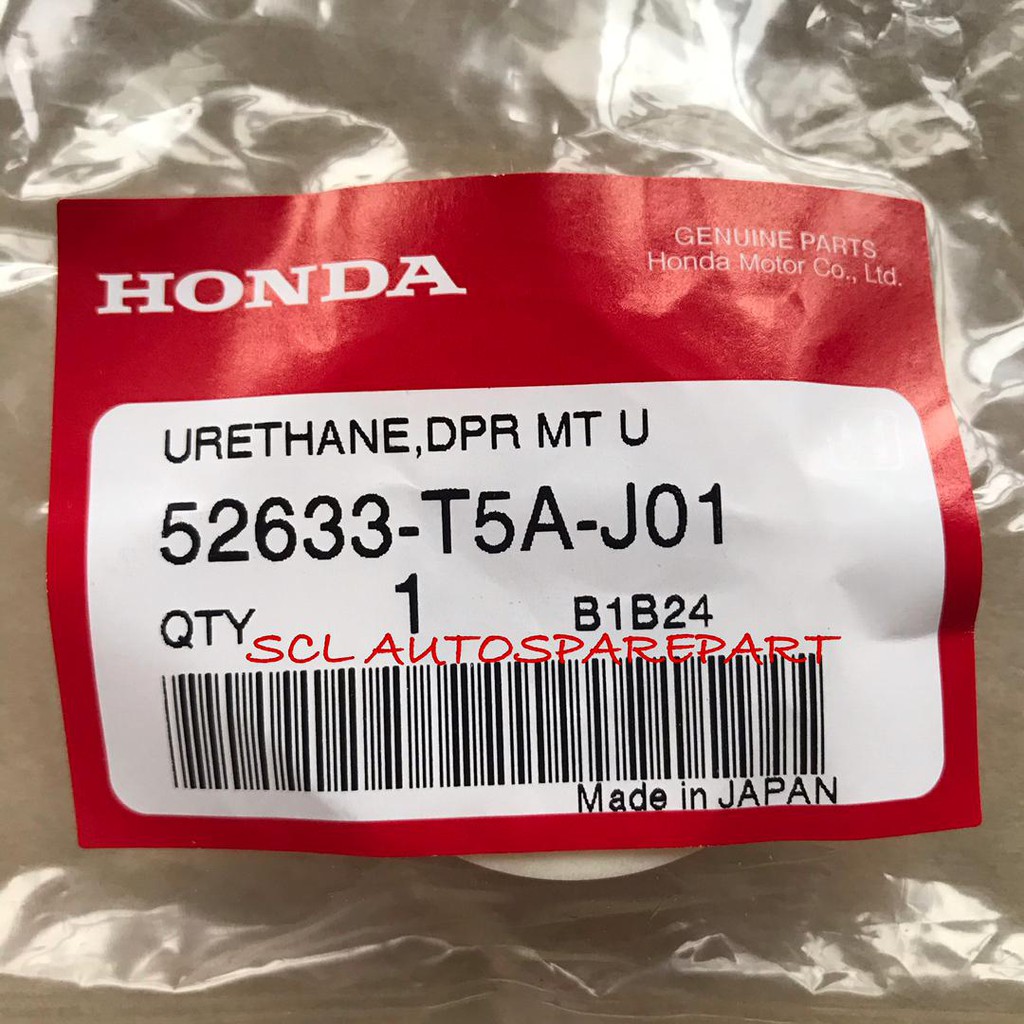 HONDA
GENUINE PARTS
Honda Motor Co., Ltd.
URETHANE,DPR MT U
52633-T5A-J01
QTY 1 B1B24
SCL AUTOSPAREPART
Made in JAPAN